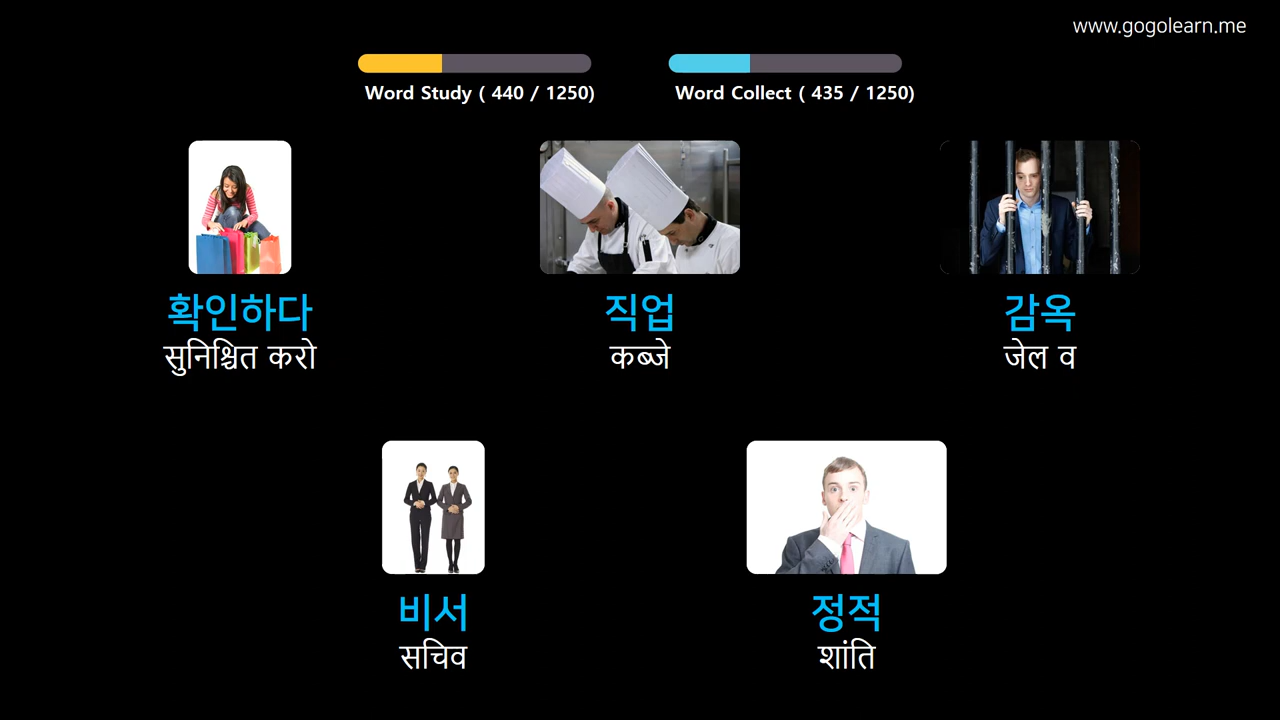 www.gogolearn.me
Word Study ( 440 / 1250)
Word Collect ( 435 / 1250)
확인하다
सुनिश्चित करो
직업
कब्जे
감옥
जेल व
비서
सचिव
정적
शांति